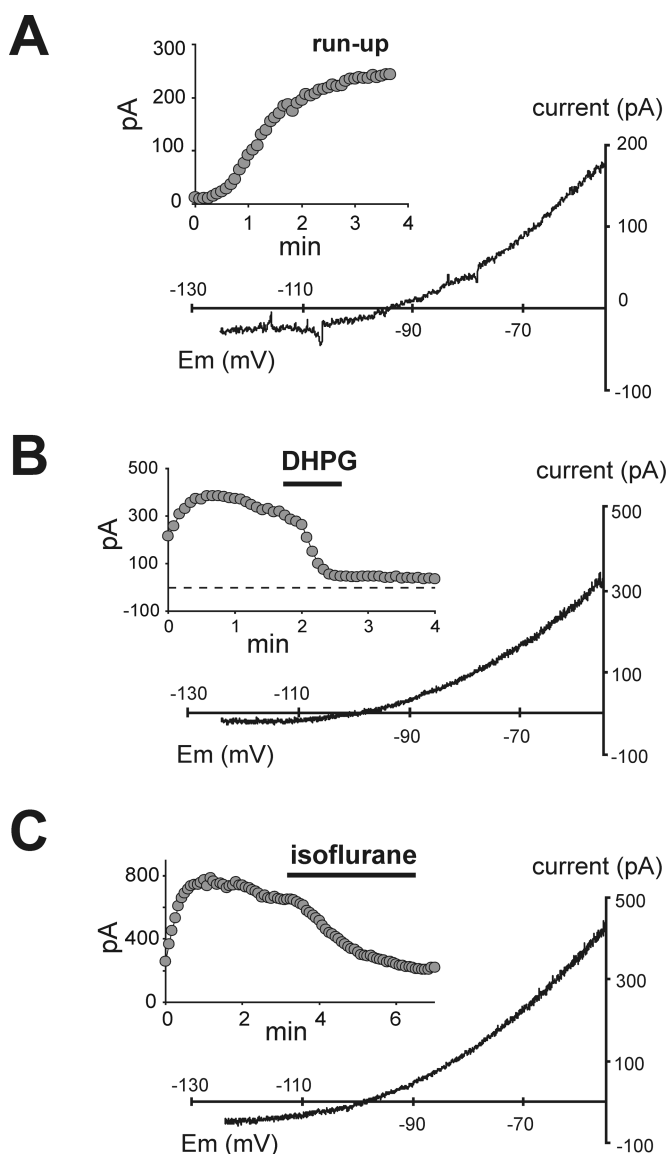 A
run-up
300
200
100
0
pA
0 1 2 3 4
min
current (pA)
200
100
0
-100
-130 -110 -90 -70
Em (mV)
B
DHPG
500
300
100
-100
pA
0 1 2 3 4
min
current (pA)
500
300
100
-100
-130 -110 -90 -70
Em (mV)
C
isoflurane
800
400
0
pA
0 2 4 6
min
current (pA)
500
300
100
-100
-130 -110 -90 -70
Em (mV)